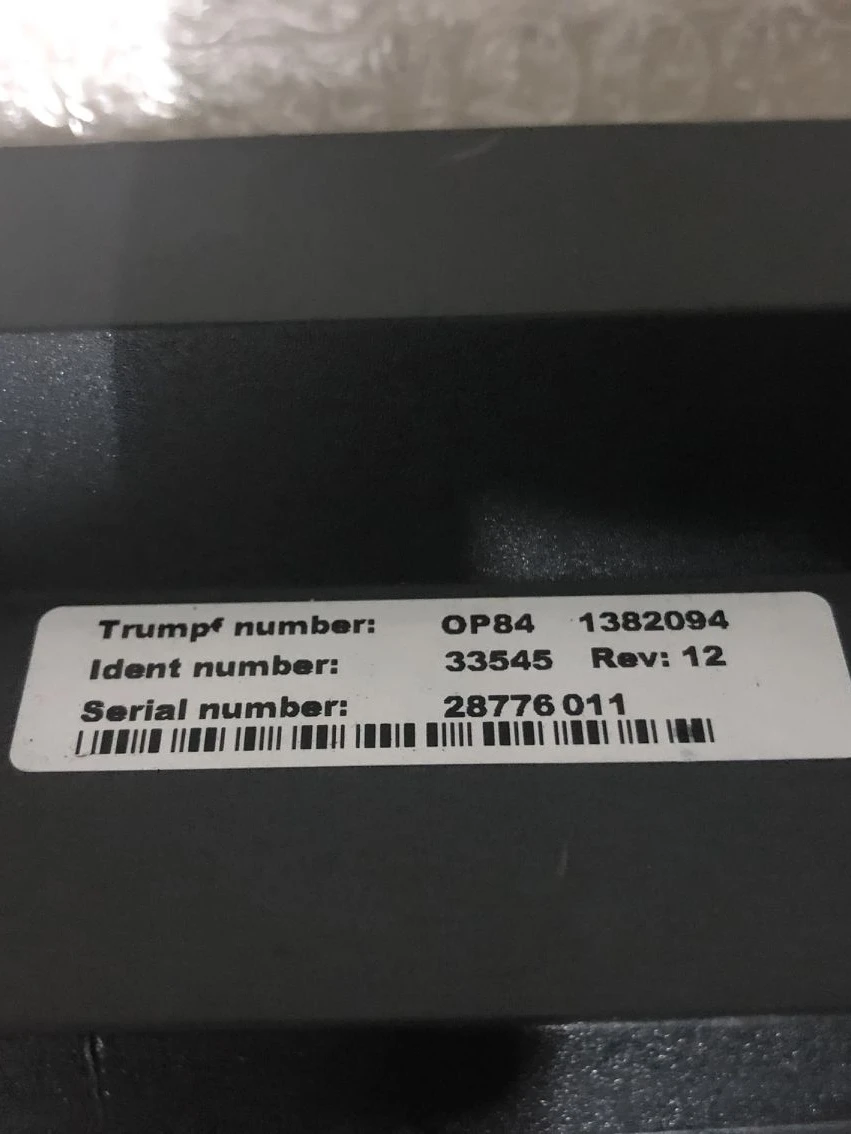 Trumpf number: OP84 1382094
Ident number: 33545 Rev: 12
Serial number: 28776 011